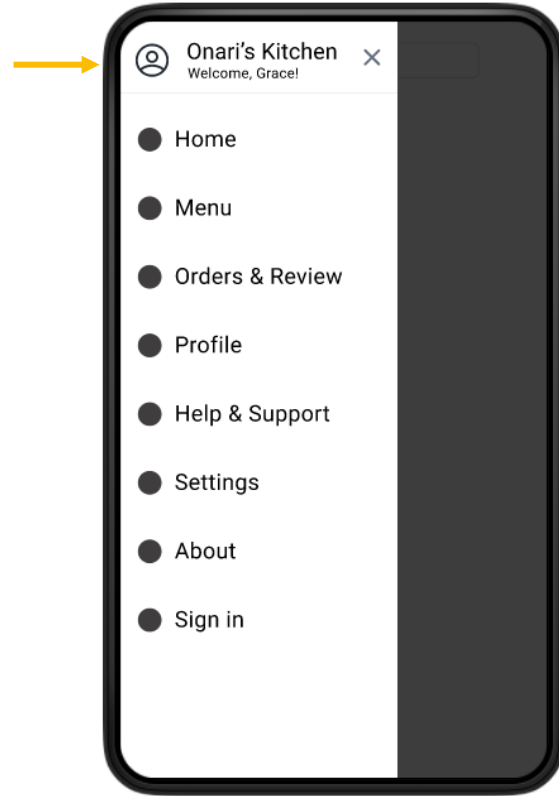 Onari’s Kitchen
Welcome, Grace!
Home
Menu
Orders & Review
Profile
Help & Support
Settings
About
Sign in